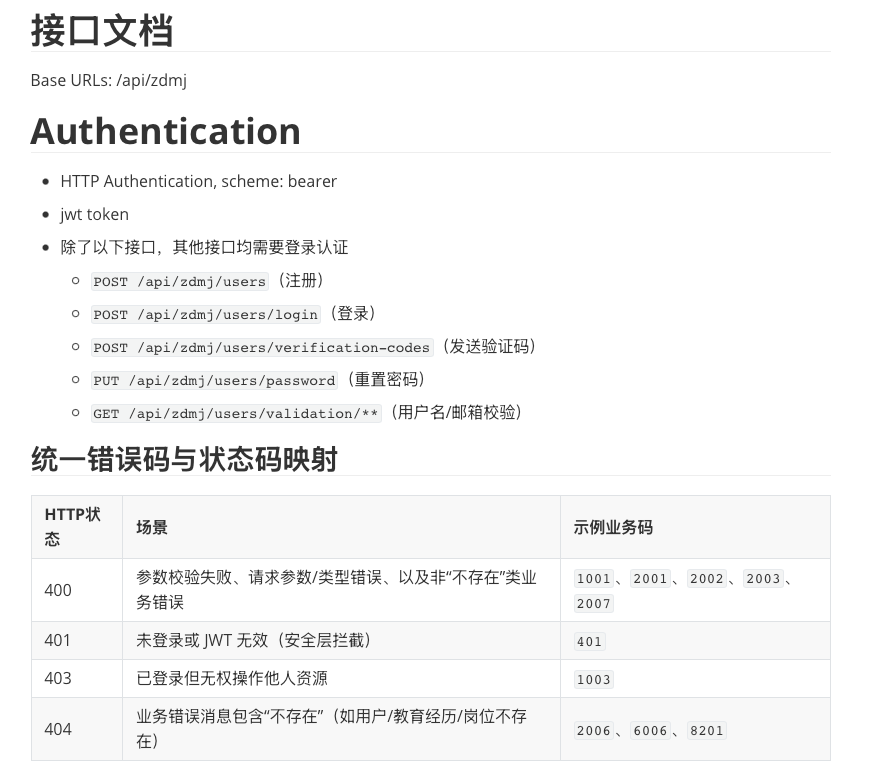 接口文档
Base URLs: /api/zdmj
Authentication
HTTP Authentication, scheme: bearer
jwt token
除了以下接口，其他接口均需要登录认证
POST /api/zdmj/users（注册）
POST /api/zdmj/users/login（登录）
POST /api/zdmj/users/verification-codes（发送验证码）
PUT /api/zdmj/users/password（重置密码）
GET /api/zdmj/users/validation/**（用户名/邮箱校验）
统一错误码与状态码映射
HTTP状
态
场景
示例业务码
400
参数校验失败、请求参数/类型错误、以及非“不存在”类业
务错误
1001、2001、2002、2003、
2007
401
未登录或 JWT 无效（安全层拦截）
401
403
已登录但无权操作他人资源
1003
404
业务错误消息包含“不存在”（如用户/教育经历/岗位不存
在）
2006、6006、8201